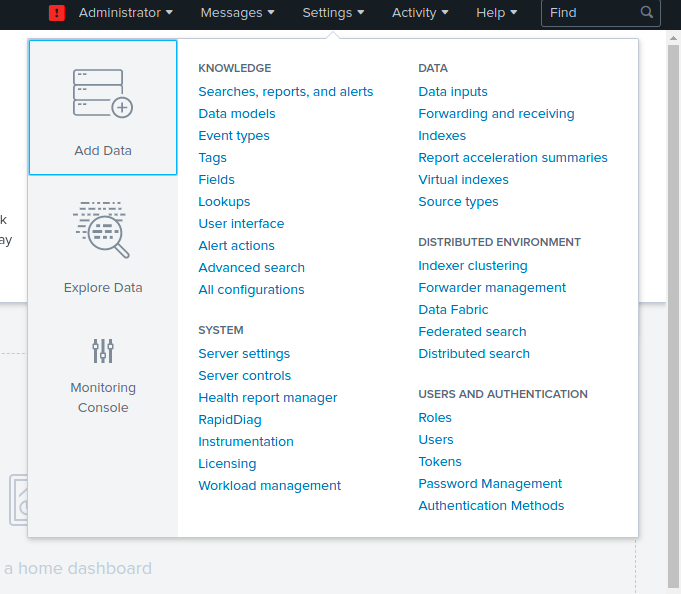 Administrator
Messages
Settings
Activity
Help
Find
Add Data
Explore Data
Monitoring
Console
KNOWLEDGE
Searches, reports, and alerts
Data models
Event types
Tags
Fields
Lookups
User interface
Alert actions
Advanced search
All configurations
SYSTEM
Server settings
Server controls
Health report manager
RapidDiag
Instrumentation
Licensing
Workload management
DATA
Data inputs
Forwarding and receiving
Indexes
Report acceleration summaries
Virtual indexes
Source types
DISTRIBUTED ENVIRONMENT
Indexer clustering
Forwarder management
Data Fabric
Federated search
Distributed search
USERS AND AUTHENTICATION
Roles
Users
Tokens
Password Management
Authentication Methods
k
ay
a home dashboard